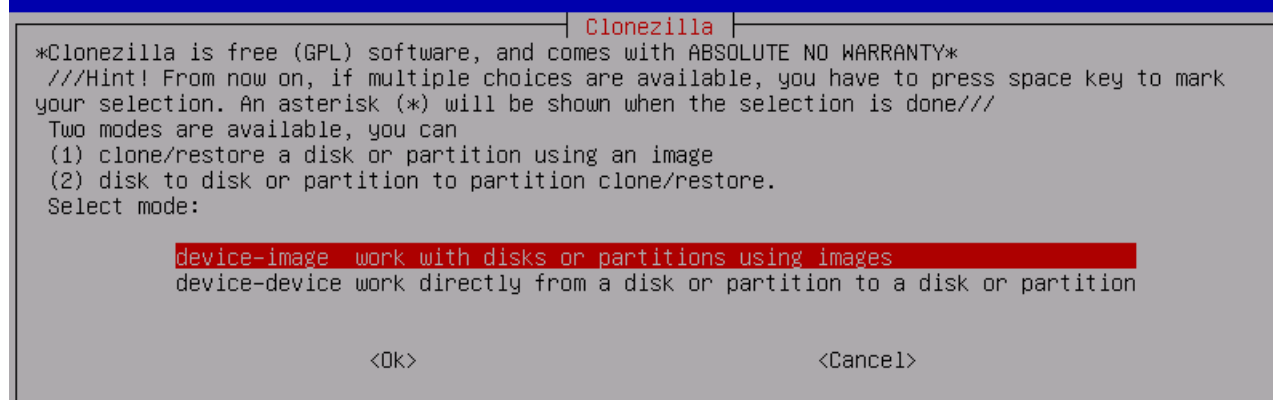 Clonezilla
*Clonezilla is free (GPL) software, and comes with ABSOLUTE NO WARRANTY*
///Hint! From now on, if multiple choices are available, you have to press space key to mark
your selection. An asterisk (*) will be shown when the selection is done///
Two modes are available, you can
(1) clone/restore a disk or partition using an image
(2) disk to disk or partition to partition clone/restore.
Select mode:
device-image work with disks or partitions using images
device-device work directly from a disk or partition to a disk or partition
<Ok> <Cancel>